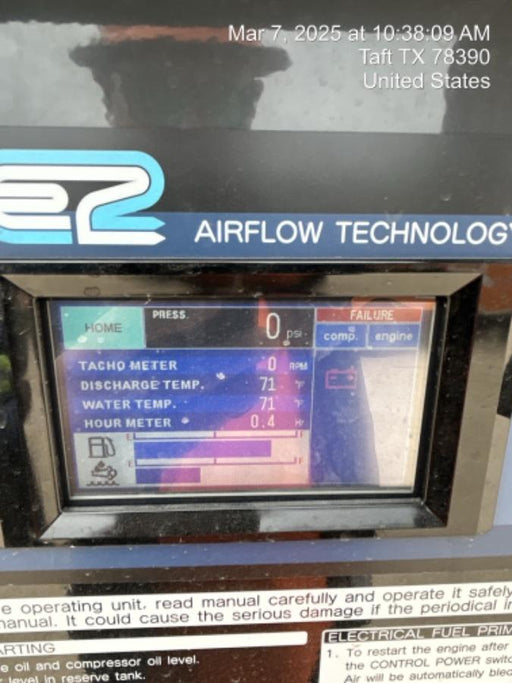 Mar 7, 2025 at 10:38:09 AM
Taft TX 78390
United States
e2 AIRFLOW TECHNOLOGY
HOME PRESS. 0 psi FAILURE
comp. engine
TACHO METER 0 RPM
DISCHARGE TEMP. 71 °F
WATER TEMP. 71 °F
HOUR METER 0.4 Hr
E F
E F
e operating unit, read manual carefully and operate it safely
manual. It could cause the serious damage if the periodical in
ARTING
e oil and compressor oil level.
r level in reserve tank.
ELECTRICAL FUEL PRIM
1. To restart the engine after
the CONTROL POWER switc
Air will be automatically blec